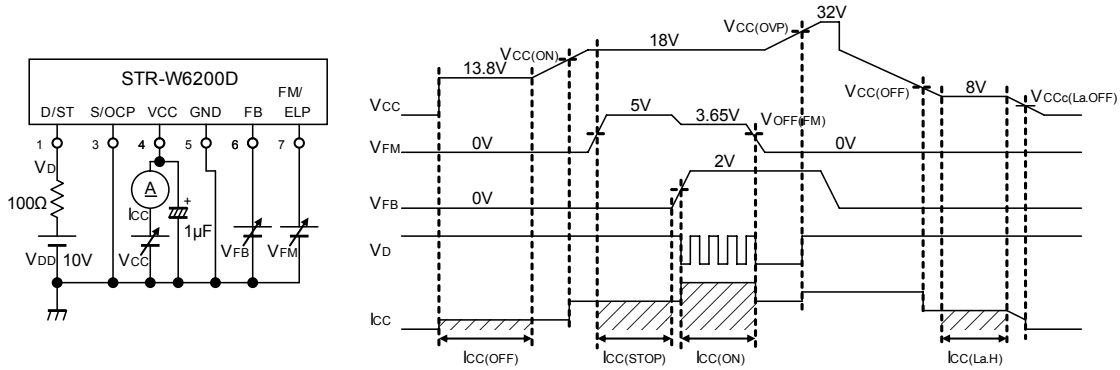 STR-W6200D
D/ST S/OCP VCC GND FB FM/ELP
1 3 4 5 6 7
VD
100Ω
A
ICC
+
1μF
VDD 10V VCC VFB VFM
VCC VCC(ON) VCC(OVP) VCC(OFF) VCCc(La.OFF)
13.8V 18V 32V 8V
VFM 0V 5V 3.65V VOFF(FM) 0V
VFB 0V 2V
VD
ICC
ICC(OFF) ICC(STOP) ICC(ON) ICC(La.H)